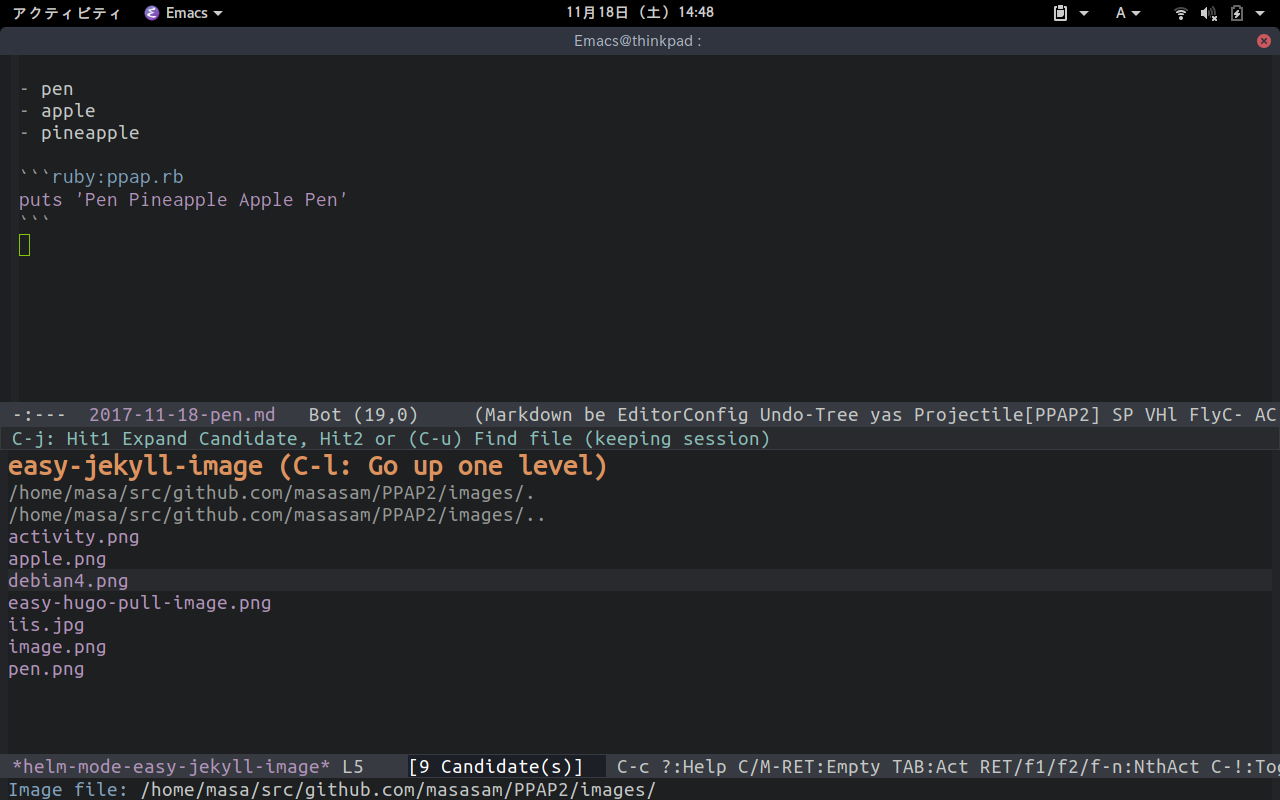 アクティビティ Emacs 11月18日 (土) 14:48 A
Emacs@thinkpad :
- pen
- apple
- pineapple
```ruby:ppap.rb
puts 'Pen Pineapple Apple Pen'
```
-:--- 2017-11-18-pen.md Bot (19,0) (Markdown be EditorConfig Undo-Tree yas Projectile[PPAP2] SP VHl FlyC- AC
C-j: Hit1 Expand Candidate, Hit2 or (C-u) Find file (keeping session)
easy-jekyll-image (C-l: Go up one level)
/home/masa/src/github.com/masasam/PPAP2/images/.
/home/masa/src/github.com/masasam/PPAP2/images/..
activity.png
apple.png
debian4.png
easy-hugo-pull-image.png
iis.jpg
image.png
pen.png
*helm-mode-easy-jekyll-image* L5 [9 Candidate(s)] C-c ?:Help C/M-RET:Empty TAB:Act RET/f1/f2/f-n:NthAct C-!:Tog
Image file: /home/masa/src/github.com/masasam/PPAP2/images/